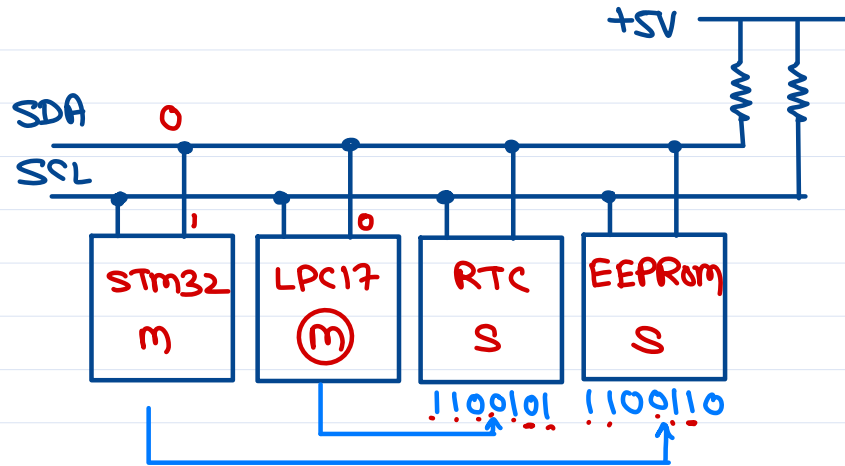 +5V
SDA 0
SCL
1 0
STM32 LPC17 RTC EEPROM
m m S S
1100101 1100110